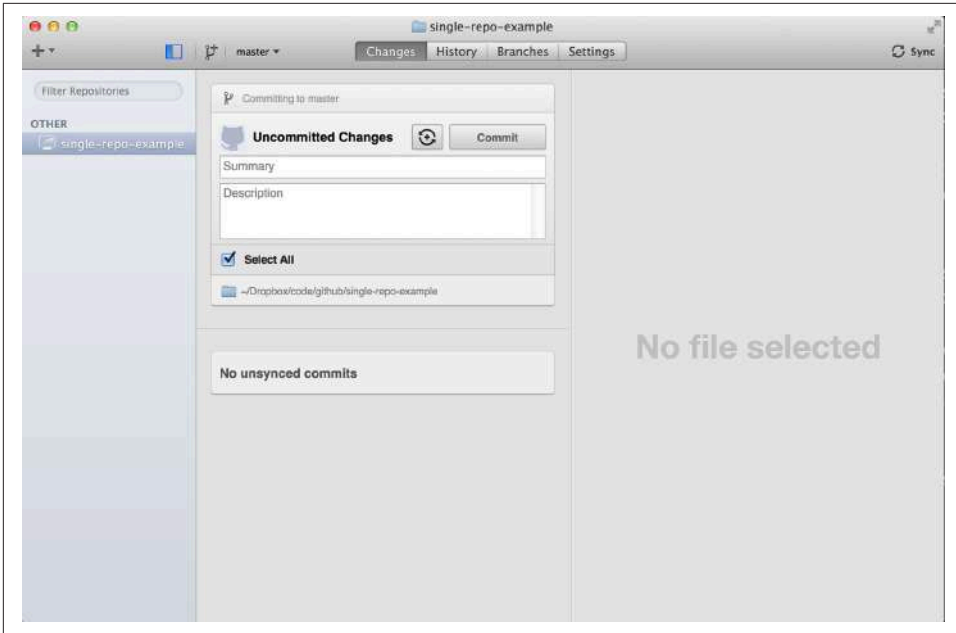 single-repo-example
master
Changes
History
Branches
Settings
Sync
Filter Repositories
OTHER
single-repo-example
Committing to master
Uncommitted Changes
Commit
Summary
Description
Select All
~/Dropbox/code/github/single-repo-example
No unsynced commits
No file selected